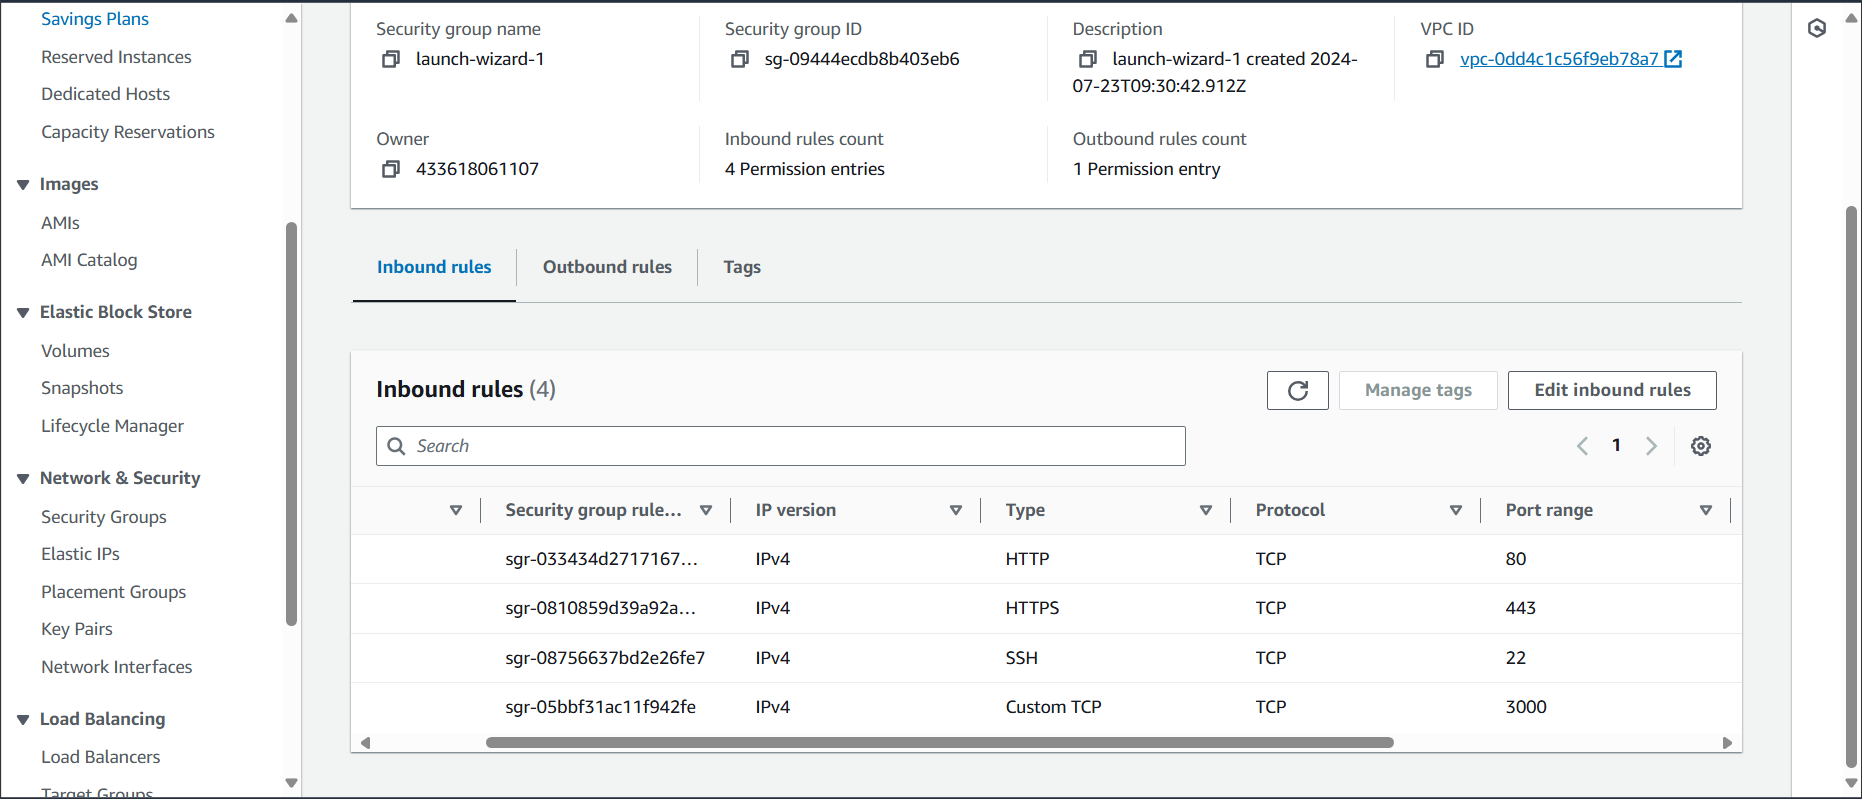 Savings Plans
Reserved Instances
Dedicated Hosts
Capacity Reservations
Images
AMIs
AMI Catalog
Elastic Block Store
Volumes
Snapshots
Lifecycle Manager
Network & Security
Security Groups
Elastic IPs
Placement Groups
Key Pairs
Network Interfaces
Load Balancing
Load Balancers
Target Groups
Security group name
launch-wizard-1
Security group ID
sg-09444ecdb8b403eb6
Description
launch-wizard-1 created 2024-
07-23T09:30:42.912Z
VPC ID
vpc-0dd4c1c56f9eb78a7
Owner
433618061107
Inbound rules count
4 Permission entries
Outbound rules count
1 Permission entry
Inbound rules Outbound rules Tags
Inbound rules (4)
Manage tags
Edit inbound rules
Search
1
Security group rule... IP version Type Protocol Port range
sgr-033434d2717167... IPv4 HTTP TCP 80
sgr-0810859d39a92a... IPv4 HTTPS TCP 443
sgr-08756637bd2e26fe7 IPv4 SSH TCP 22
sgr-05bbf31ac11f942fe IPv4 Custom TCP TCP 3000